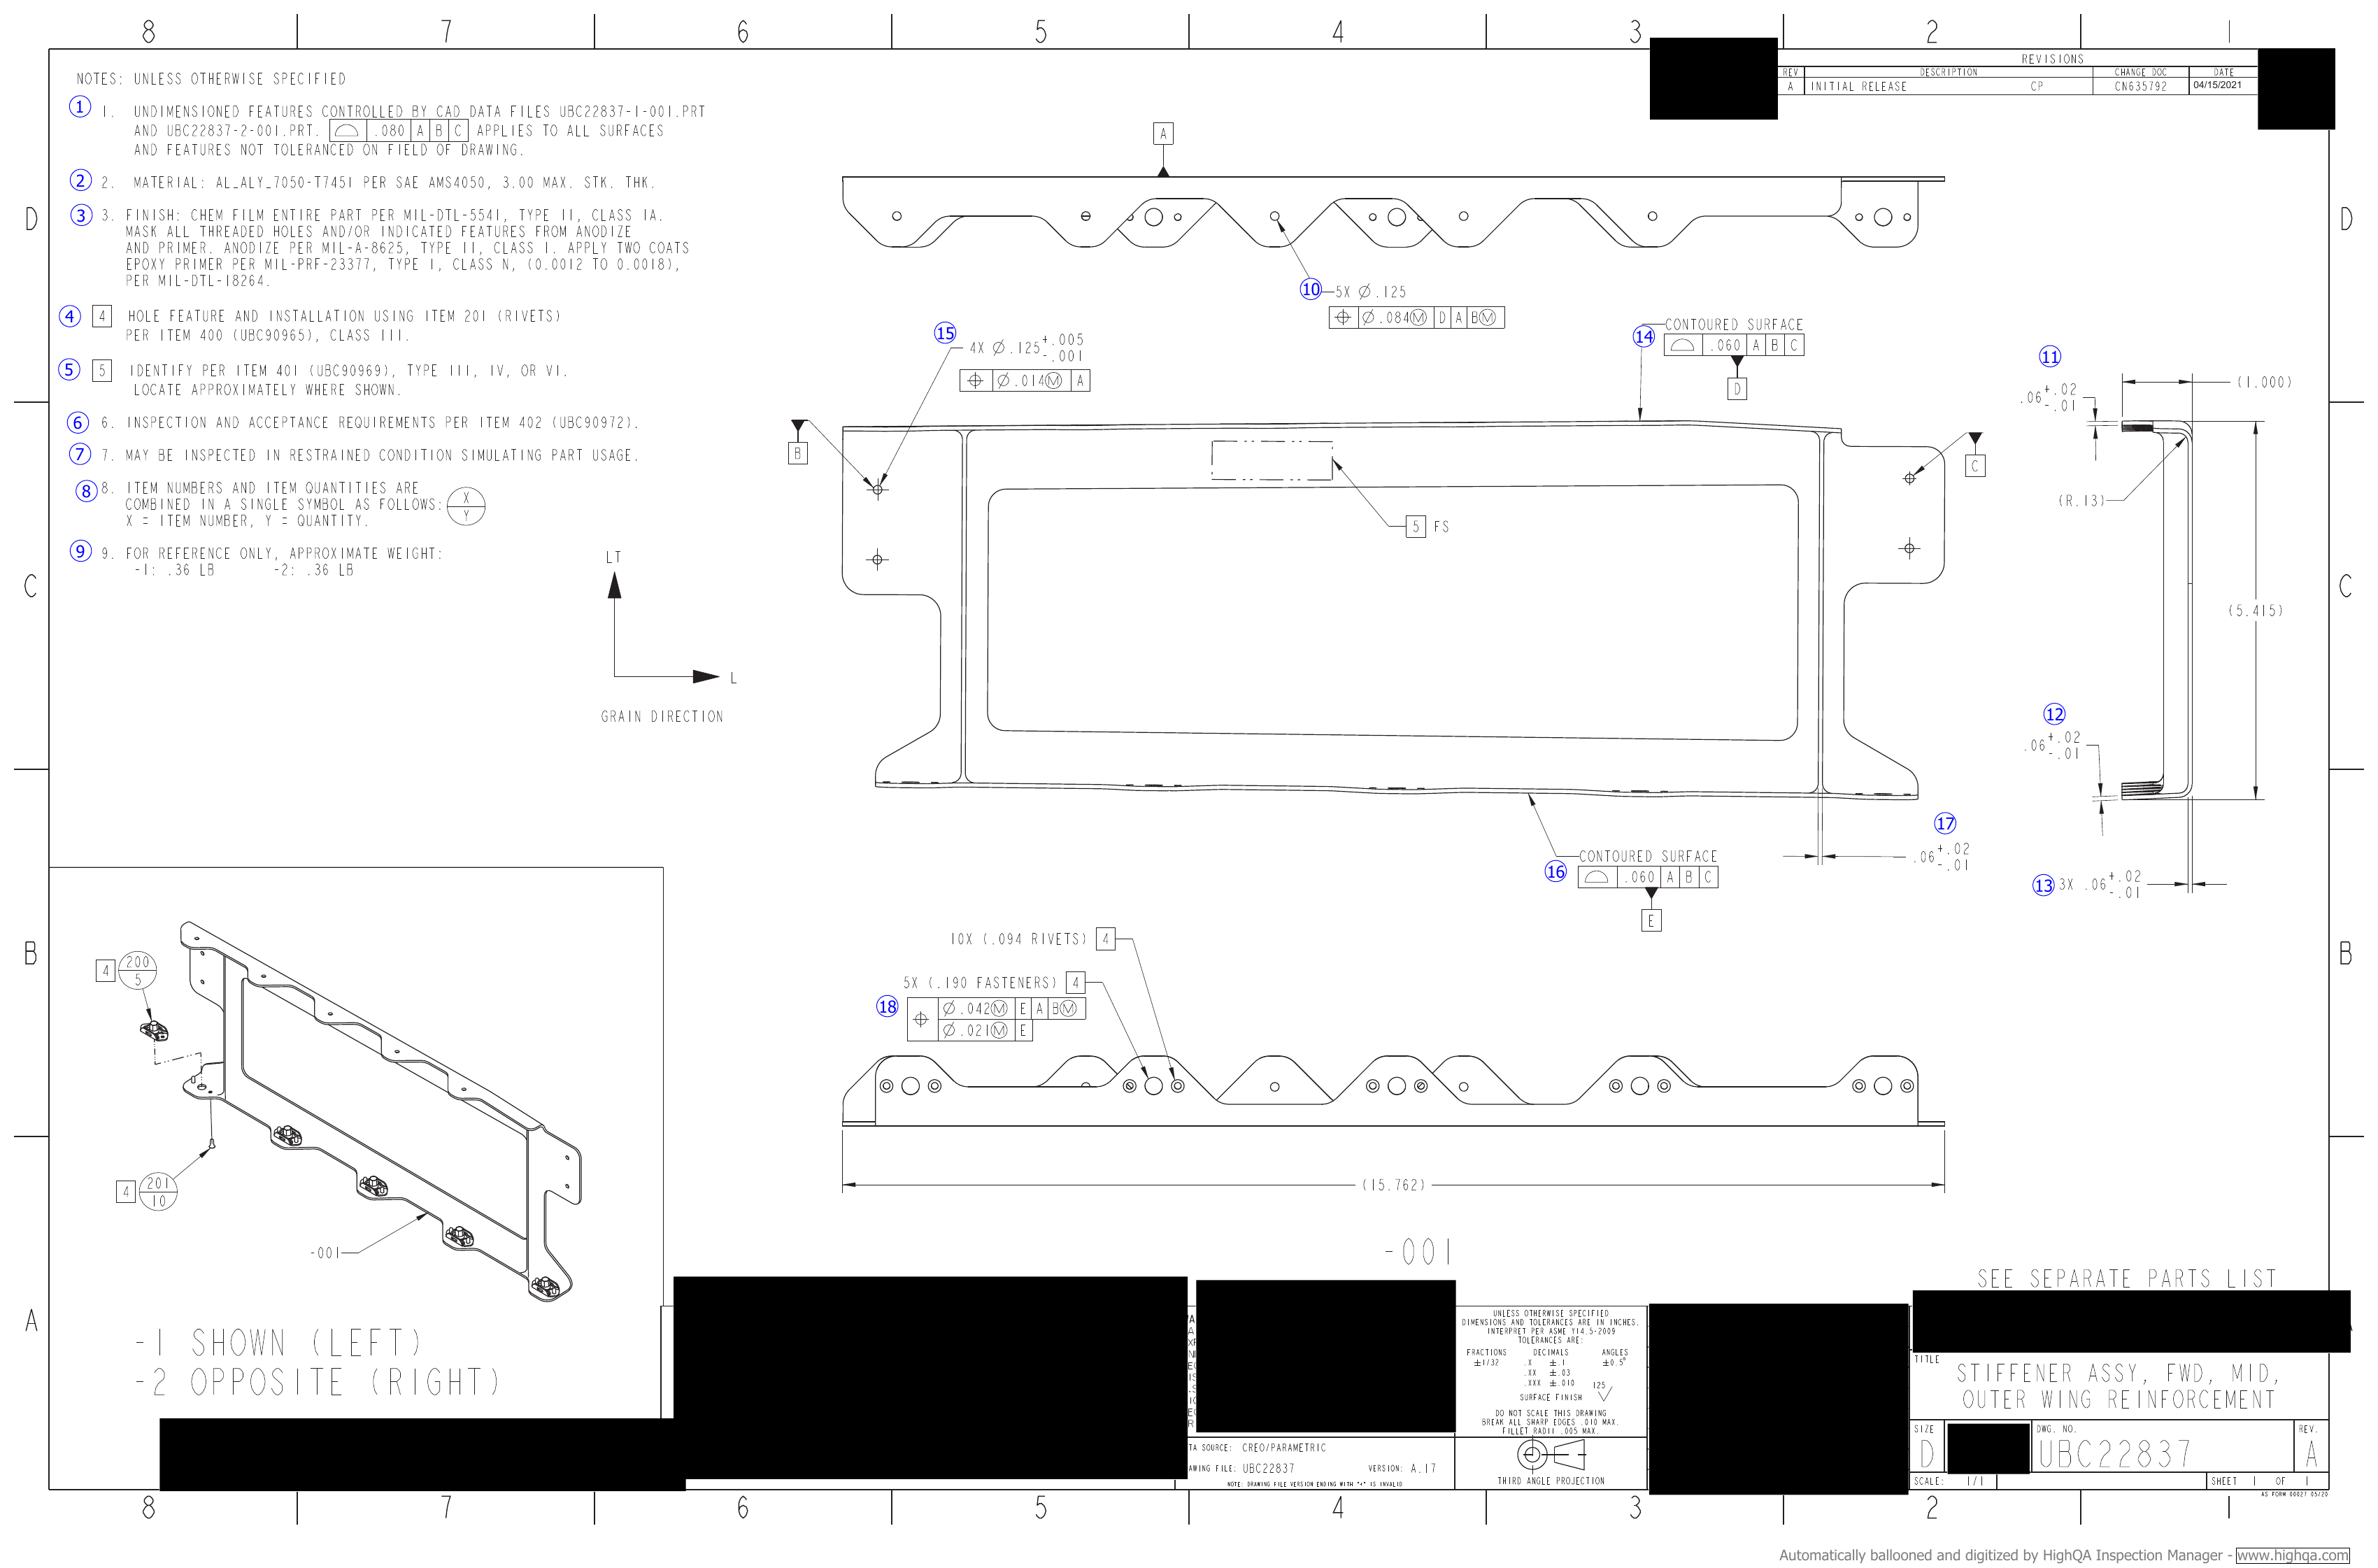 8 7 6 5 4 3 2 1
REVISIONS
REV DESCRIPTION CHANGE DOC DATE
A INITIAL RELEASE CP CN635792 04/15/2021
NOTES: UNLESS OTHERWISE SPECIFIED
1 1. UNDIMENSIONED FEATURES CONTROLLED BY CAD DATA FILES UBC22837-1-001.PRT
AND UBC22837-2-001.PRT. ⌓ .080 A B C APPLIES TO ALL SURFACES
AND FEATURES NOT TOLERANCED ON FIELD OF DRAWING.
2 2. MATERIAL: AL_ALY_7050-T7451 PER SAE AMS4050, 3.00 MAX. STK. THK.
3 3. FINISH: CHEM FILM ENTIRE PART PER MIL-DTL-5541, TYPE II, CLASS 1A.
MASK ALL THREADED HOLES AND/OR INDICATED FEATURES FROM ANODIZE
AND PRIMER. ANODIZE PER MIL-A-8625, TYPE II, CLASS 1. APPLY TWO COATS
EPOXY PRIMER PER MIL-PRF-23377, TYPE I, CLASS N, (0.0012 TO 0.0018),
PER MIL-DTL-18264.
4 4 HOLE FEATURE AND INSTALLATION USING ITEM 201 (RIVETS)
PER ITEM 400 (UBC90965), CLASS III.
5 5 IDENTIFY PER ITEM 401 (UBC90969), TYPE III, IV, OR VI.
LOCATE APPROXIMATELY WHERE SHOWN.
6 6. INSPECTION AND ACCEPTANCE REQUIREMENTS PER ITEM 402 (UBC90972).
7 7. MAY BE INSPECTED IN RESTRAINED CONDITION SIMULATING PART USAGE.
8 8. ITEM NUMBERS AND ITEM QUANTITIES ARE
COMBINED IN A SINGLE SYMBOL AS FOLLOWS: X
X = ITEM NUMBER, Y = QUANTITY. Y
9 9. FOR REFERENCE ONLY, APPROXIMATE WEIGHT:
-1: .36 LB -2: .36 LB
LT
L
GRAIN DIRECTION
D
D
C
C
B
B
A
A
10 5X Ø.125
⌖ Ø.084Ⓜ D A BⓂ
15
4X Ø.125 +.005
-.001
⌖ Ø.014Ⓜ A
14 CONTOURED SURFACE
⌓ .060 A B C
D
B
C
5 FS
11
.06 +.02
-.01
(1.000)
(R.13)
(5.415)
12
.06 +.02
-.01
17
.06 +.02
-.01
13 3X .06 +.02
-.01
16 CONTOURED SURFACE
⌓ .060 A B C
E
10X (.094 RIVETS) 4
5X (.190 FASTENERS) 4
18 ⌖ Ø.042Ⓜ E A BⓂ
Ø.021Ⓜ E
(15.762)
-001
4 200
5
4 201
10
-001
-1 SHOWN (LEFT)
-2 OPPOSITE (RIGHT)
SEE SEPARATE PARTS LIST
UNLESS OTHERWISE SPECIFIED
DIMENSIONS AND TOLERANCES ARE IN INCHES.
INTERPRET PER ASME Y14.5-2009
TOLERANCES ARE:
FRACTIONS DECIMALS ANGLES
±1/32 .X ±.1 ±0.5°
.XX ±.03
.XXX ±.010
SURFACE FINISH 125
DO NOT SCALE THIS DRAWING
BREAK ALL SHARP EDGES .010 MAX.
FILLET RADII .005 MAX.
THIRD ANGLE PROJECTION
TA SOURCE: CREO/PARAMETRIC
AWING FILE: UBC22837 VERSION: A.17
NOTE: DRAWING FILE VERSION ENDING WITH "+" IS INVALID
TITLE
STIFFENER ASSY, FWD, MID,
OUTER WING REINFORCEMENT
SIZE DWG. NO. REV.
D UBC22837 A
SCALE: 1/1 SHEET 1 OF 1
AS FORM 00027 05/20
8 7 6 5 4 3 2 1
Automatically ballooned and digitized by HighQA Inspection Manager - www.highqa.com